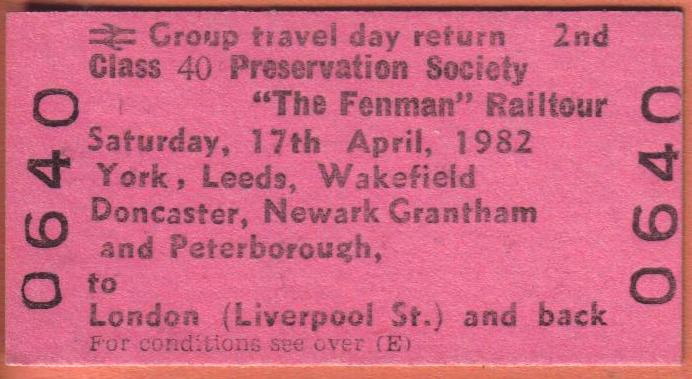 Group travel day return 2nd
Class 40 Preservation Society
"The Fenman" Railtour
Saturday, 17th April, 1982
York, Leeds, Wakefield
Doncaster, Newark Grantham
and Peterborough,
to
London (Liverpool St.) and back
For conditions see over (E)
0640
0640